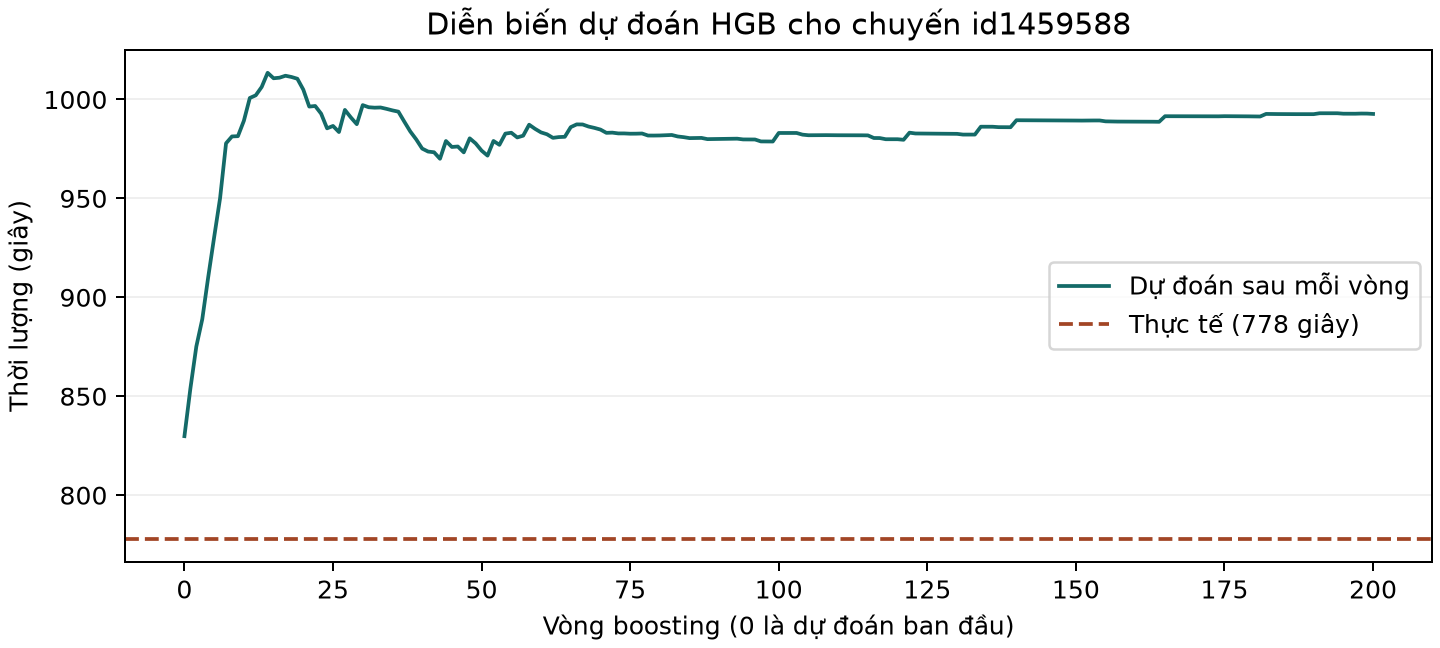 Diễn biến dự đoán HGB cho chuyến id1459588
Thời lượng (giây)
1000
950
900
850
800
Dự đoán sau mỗi vòng
Thực tế (778 giây)
0 25 50 75 100 125 150 175 200
Vòng boosting (0 là dự đoán ban đầu)